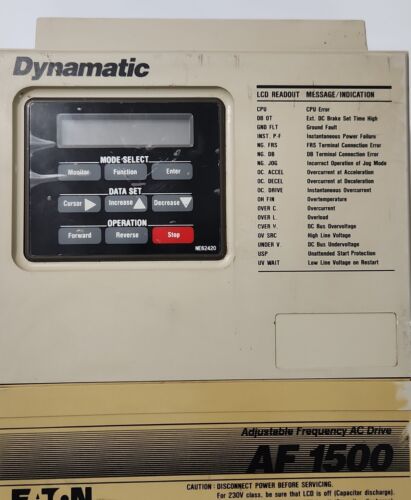 Dynamatic
MODE SELECT
Monitor Function Enter
DATA SET
Cursor Increase Decrease
OPERATION
Forward Reverse Stop
NES2420
LCD READOUT MESSAGE/INDICATION
CPU CPU Error
DB OT Ext. DC Brake Set Time High
GND FLT Ground Fault
INST. P-F Instantaneous Power Failure
NG. FRS FRS Terminal Connection Error
NG. DB DB Terminal Connection Error
NG. JOG Incorrect Operation of Jog Mode
OC. ACCEL Overcurrent at Acceleration
OC. DECEL Overcurrent at Deceleration
OC. DRIVE Instantaneous Overcurrent
OH FIN Overtemperature
OVER C. Overcurrent
OVER L. Overload
CVER V. DC Bus Overvoltage
OV SRC High Line Voltage
UNDER V. DC Bus Undervoltage
USP Unattended Start Protection
UV WAIT Low Line Voltage on Restart
Adjustable Frequency AC Drive
AF 1500
EATON
CAUTION: DISCONNECT POWER BEFORE SERVICING.
For 230V class, be sure that LCD is off (Capacitor discharge).